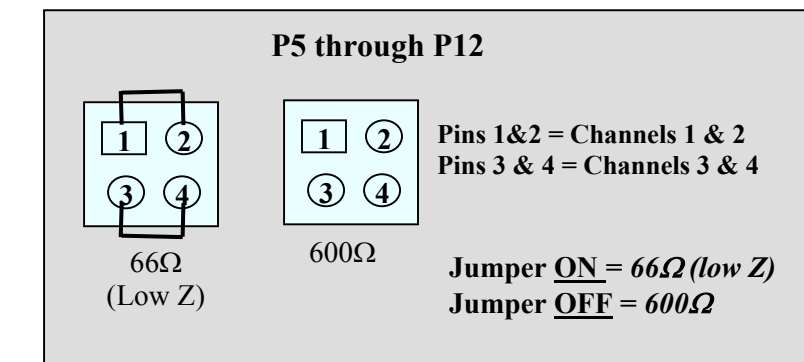 P5 through P12
1 2
3 4
66Ω
(Low Z)
1 2
3 4
600Ω
Pins 1&2 = Channels 1 & 2
Pins 3 & 4 = Channels 3 & 4
Jumper ON = 66Ω (low Z)
Jumper OFF = 600Ω